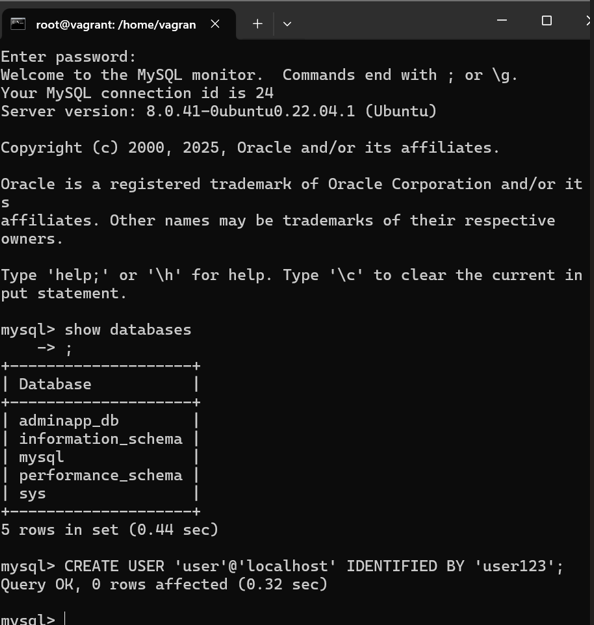 root@vagrant: /home/vagran
Enter password:
Welcome to the MySQL monitor.  Commands end with ; or \g.
Your MySQL connection id is 24
Server version: 8.0.41-0ubuntu0.22.04.1 (Ubuntu)
Copyright (c) 2000, 2025, Oracle and/or its affiliates.
Oracle is a registered trademark of Oracle Corporation and/or it
s
affiliates. Other names may be trademarks of their respective
owners.
Type 'help;' or '\h' for help. Type '\c' to clear the current in
put statement.
mysql> show databases
    -> ;
+--------------------+
| Database           |
+--------------------+
| adminapp_db        |
| information_schema |
| mysql              |
| performance_schema |
| sys                |
+--------------------+
5 rows in set (0.44 sec)
mysql> CREATE USER 'user'@'localhost' IDENTIFIED BY 'user123';
Query OK, 0 rows affected (0.32 sec)
mysql>